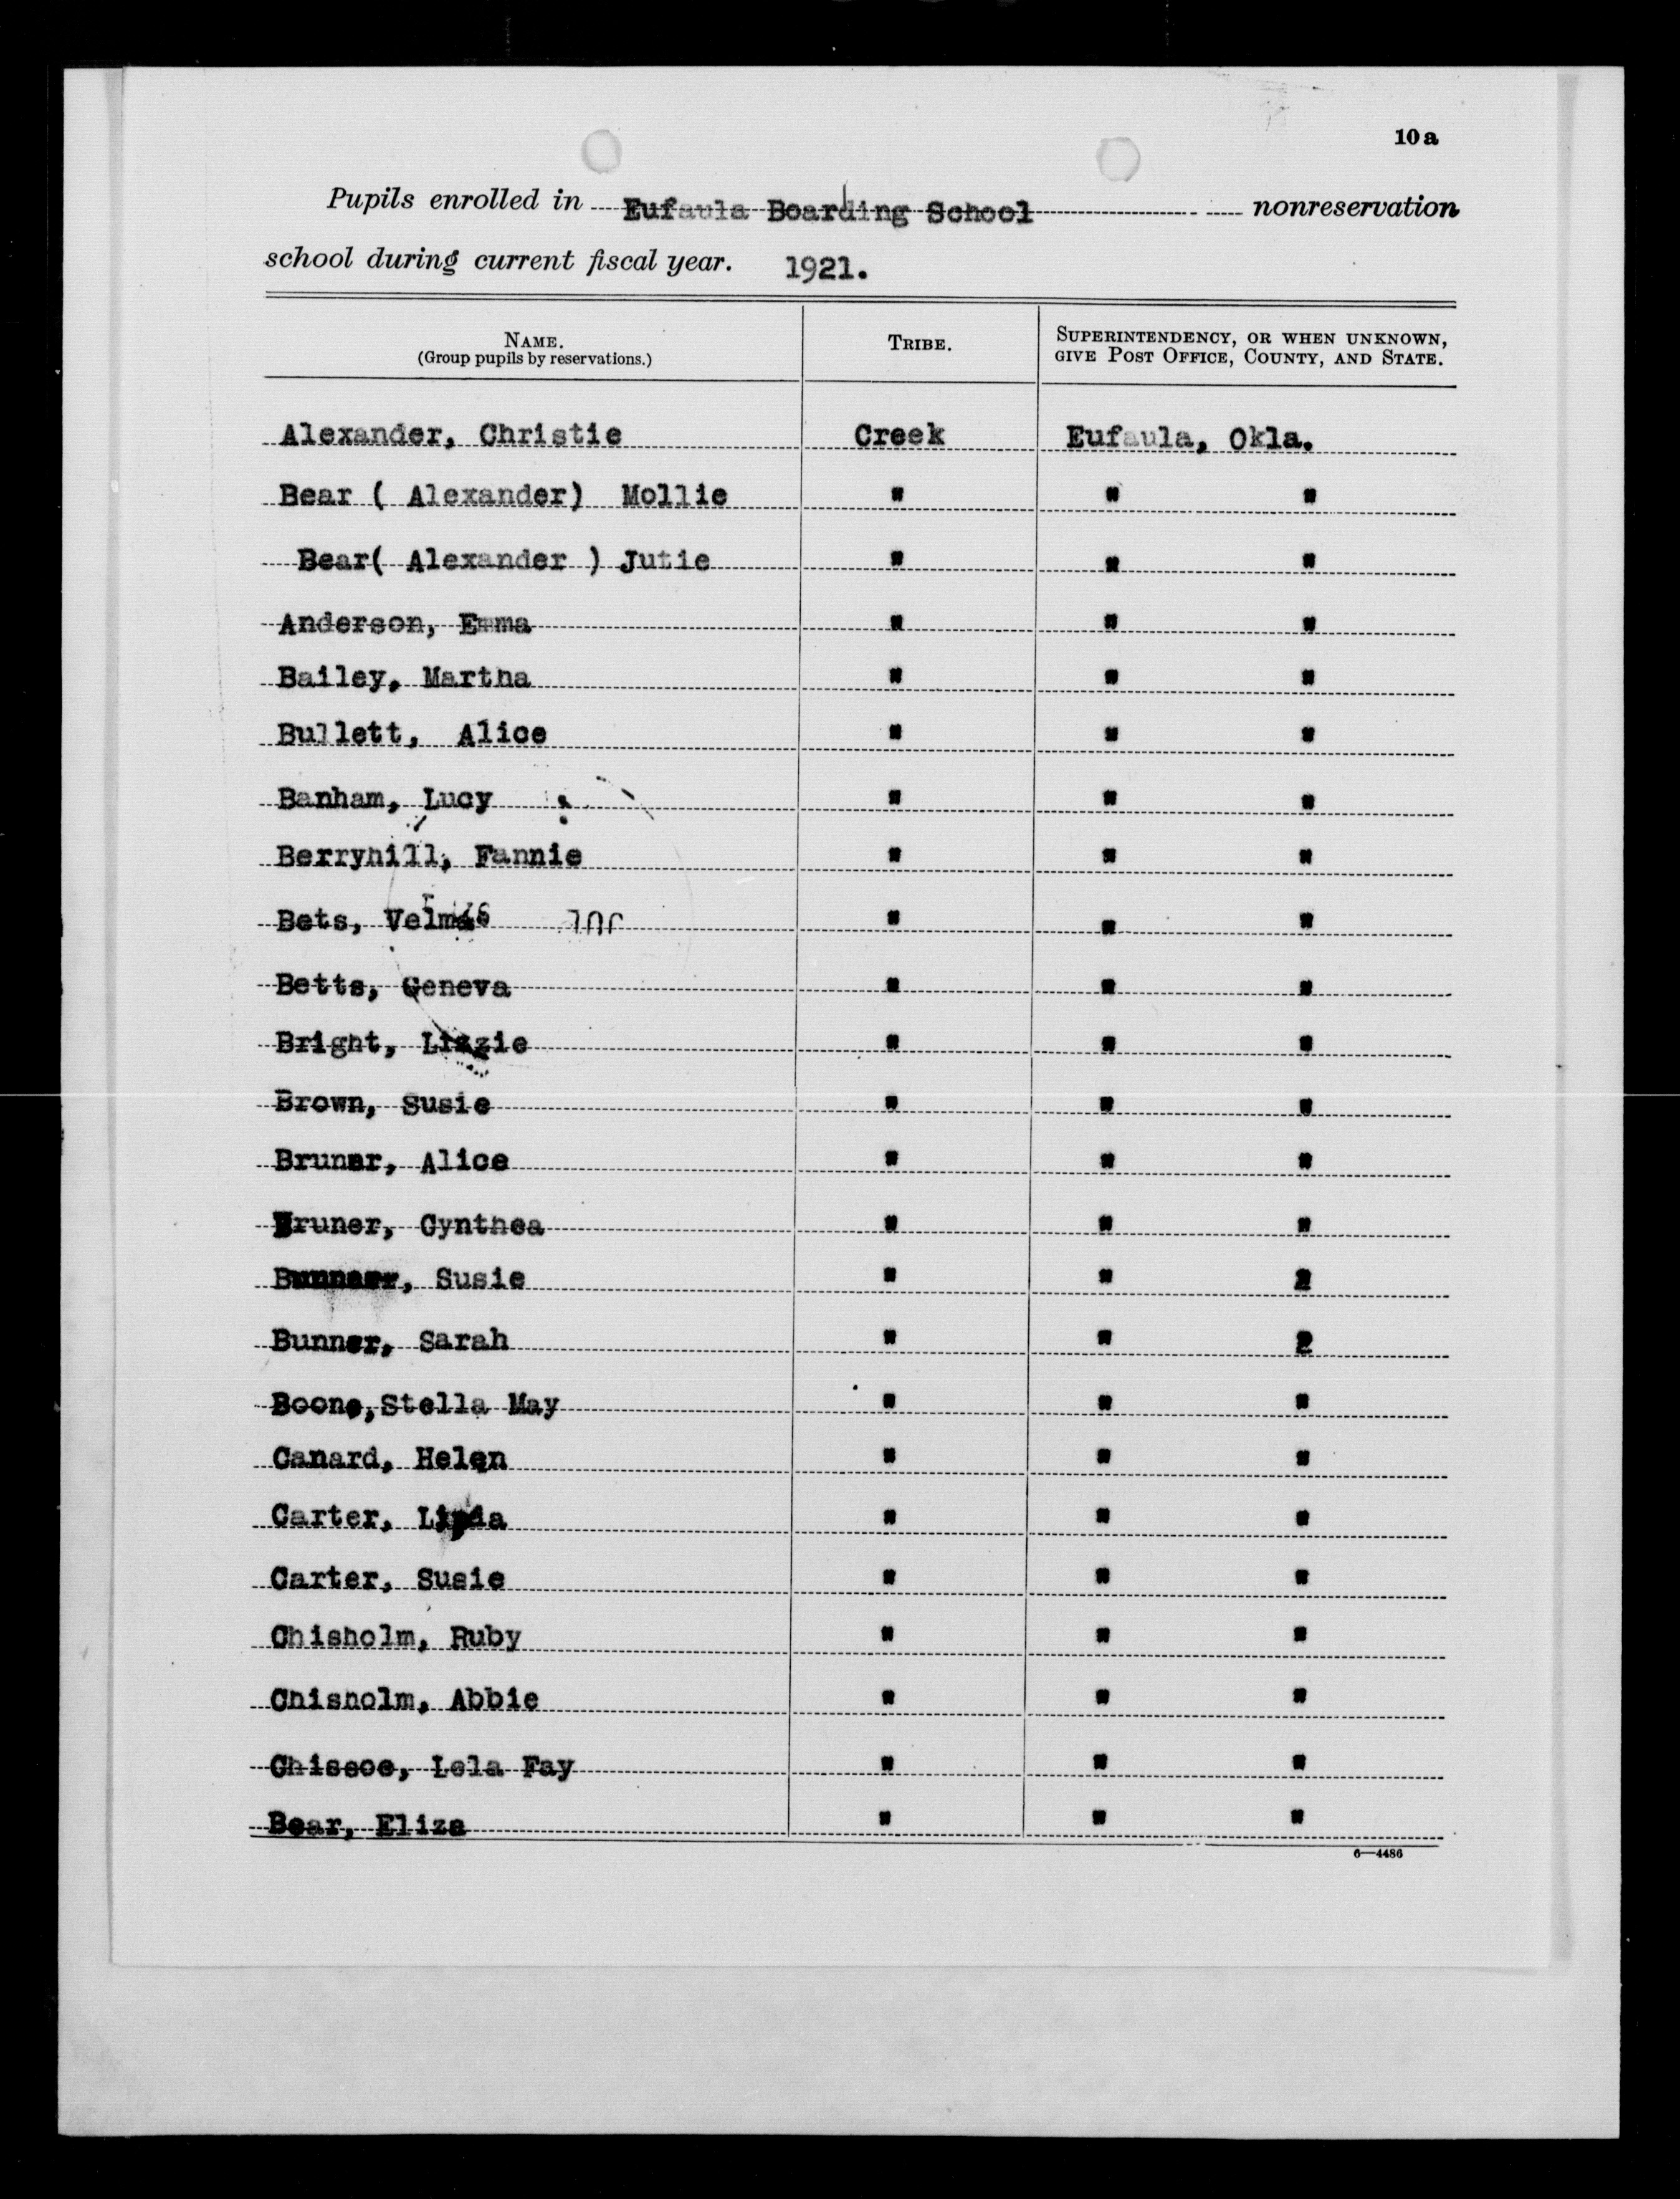 10a
Pupils enrolled in Eufaula Boarding School nonreservation
school during current fiscal year. 1921.
NAME. TRIBE. SUPERINTENDENCY, OR WHEN UNKNOWN,
(Group pupils by reservations.) GIVE POST OFFICE, COUNTY, AND STATE.
Alexander, Christie Creek Eufaula, Okla.
Bear ( Alexander) Mollie " " "
Bear( Alexander ) Jutie " " "
Anderson, Emma " " "
Bailey, Martha " " "
Bullett, Alice " " "
Banham, Lucy " " "
Berryhill, Fannie " " "
Bets, Velma " " "
Betts, Geneva " " "
Bright, Lizzie " " "
Brown, Susie " " "
Bruner, Alice " " "
Bruner, Cynthea " " "
Susie " " 2
Bunner, Sarah " " 2
Boone, Stella May " " "
Canard, Helen " " "
Carter, " " "
Carter, Susie " " "
Chisholm, Ruby " " "
Chisholm, Abbie " " "
Chissoe, Lela Fay " " "
Bear, Eliza " " "
6—4486